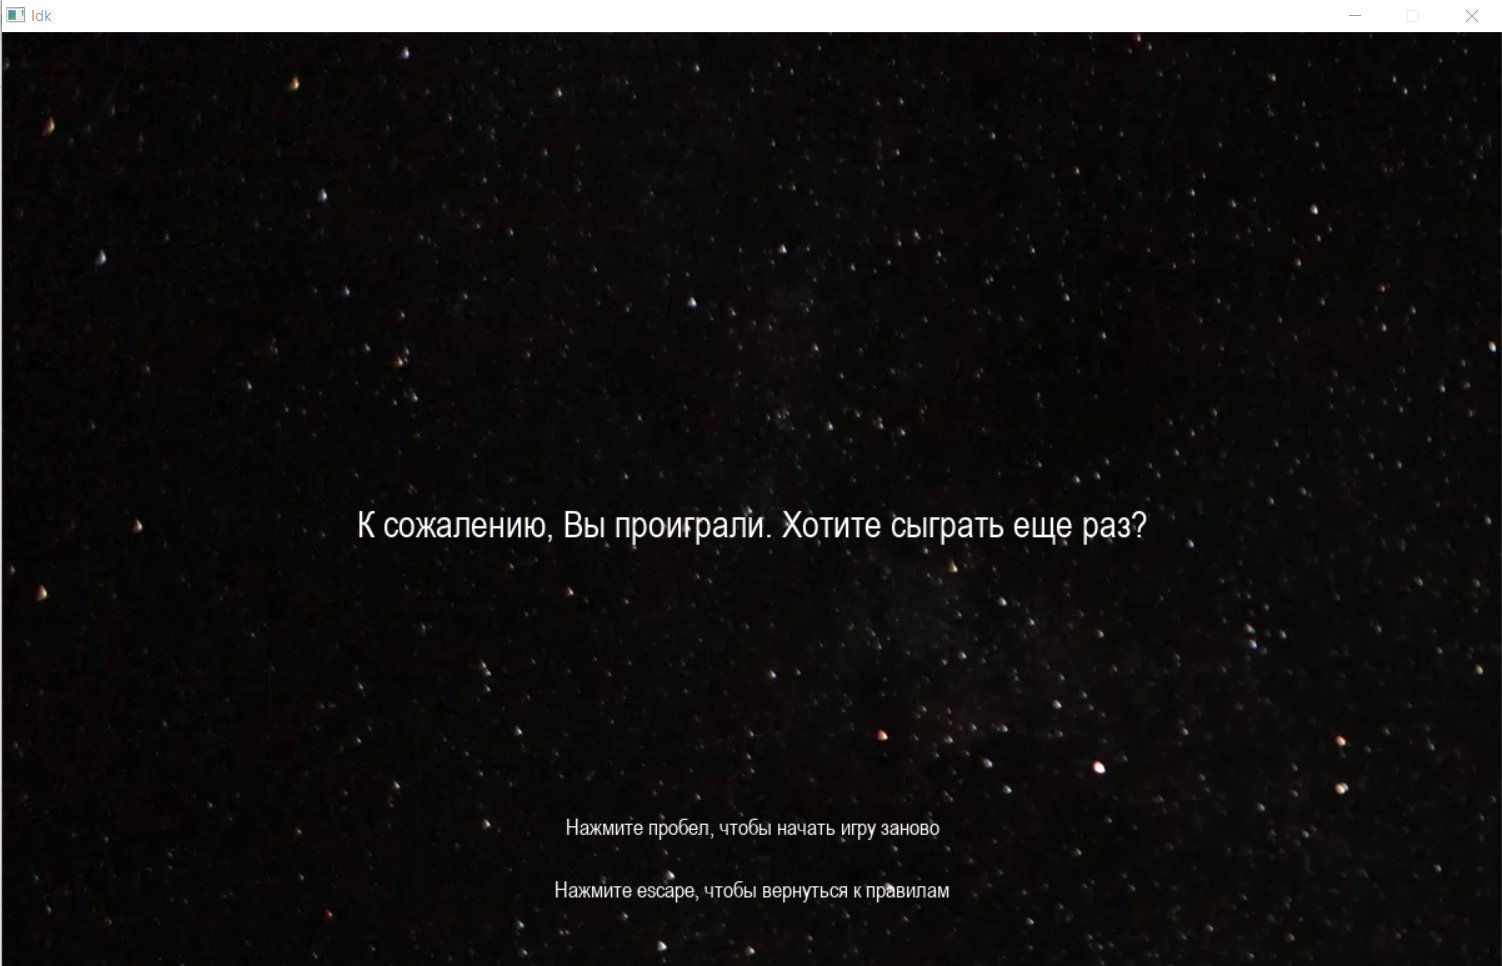 Idk
К сожалению, Вы проиграли. Хотите сыграть еще раз?
Нажмите пробел, чтобы начать игру заново
Нажмите escape, чтобы вернуться к правилам